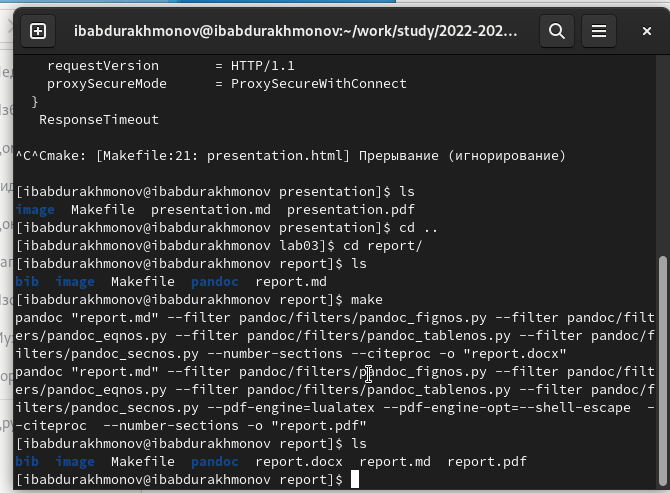 ibabdurakhmonov@ibabdurakhmonov:~/work/study/2022-202...
requestVersion       = HTTP/1.1
proxySecureMode      = ProxySecureWithConnect
}
ResponseTimeout
^C^Cmake: [Makefile:21: presentation.html] Прерывание (игнорирование)
[ibabdurakhmonov@ibabdurakhmonov presentation]$ ls
image  Makefile  presentation.md  presentation.pdf
[ibabdurakhmonov@ibabdurakhmonov presentation]$ cd ..
[ibabdurakhmonov@ibabdurakhmonov lab03]$ cd report/
[ibabdurakhmonov@ibabdurakhmonov report]$ ls
bib  image  Makefile  pandoc  report.md
[ibabdurakhmonov@ibabdurakhmonov report]$ make
pandoc "report.md" --filter pandoc/filters/pandoc_fignos.py --filter pandoc/filt
ers/pandoc_eqnos.py --filter pandoc/filters/pandoc_tablenos.py --filter pandoc/f
ilters/pandoc_secnos.py --number-sections --citeproc -o "report.docx"
pandoc "report.md" --filter pandoc/filters/pandoc_fignos.py --filter pandoc/filt
ers/pandoc_eqnos.py --filter pandoc/filters/pandoc_tablenos.py --filter pandoc/f
ilters/pandoc_secnos.py --pdf-engine=lualatex --pdf-engine-opt=--shell-escape  -
-citeproc  --number-sections -o "report.pdf"
[ibabdurakhmonov@ibabdurakhmonov report]$ ls
bib  image  Makefile  pandoc  report.docx  report.md  report.pdf
[ibabdurakhmonov@ibabdurakhmonov report]$